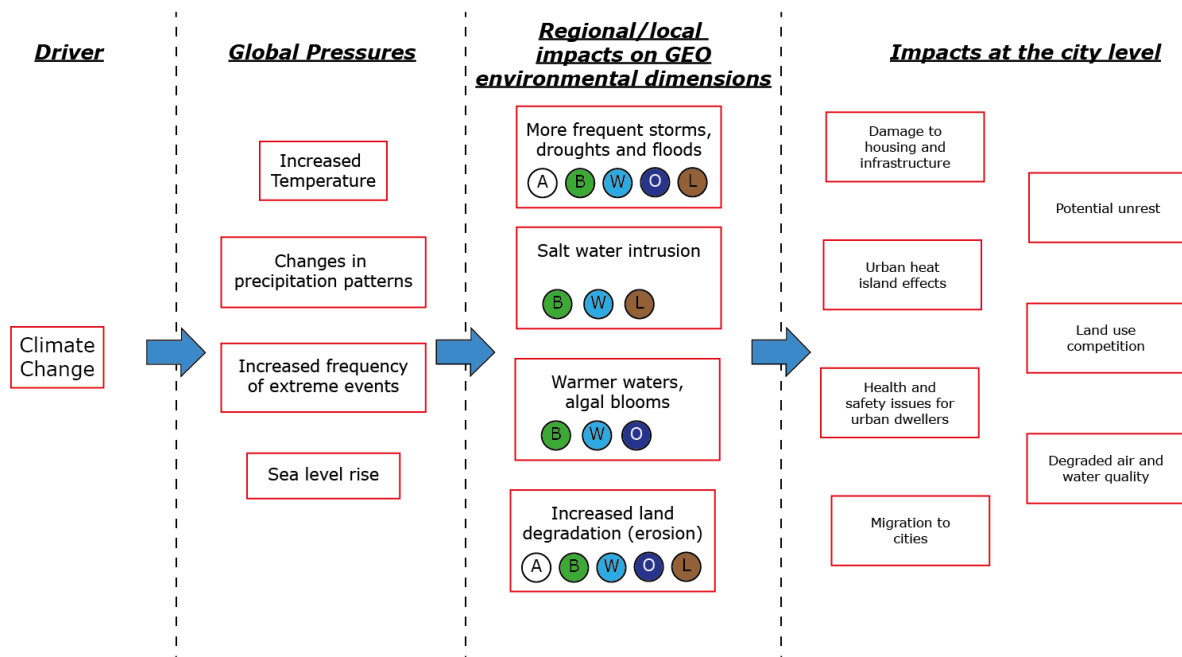 Driver
Global Pressures
Regional/local
impacts on GEO
environmental dimensions
Impacts at the city level
Climate
Change
Increased
Temperature
Changes in
precipitation patterns
Increased frequency
of extreme events
Sea level rise
More frequent storms,
droughts and floods
A B W O L
Salt water intrusion
B W L
Warmer waters,
algal blooms
B W O
Increased land
degradation (erosion)
A B W O L
Damage to
housing and
infrastructure
Potential unrest
Urban heat
island effects
Land use
competition
Health and
safety issues for
urban dwellers
Degraded air and
water quality
Migration to
cities